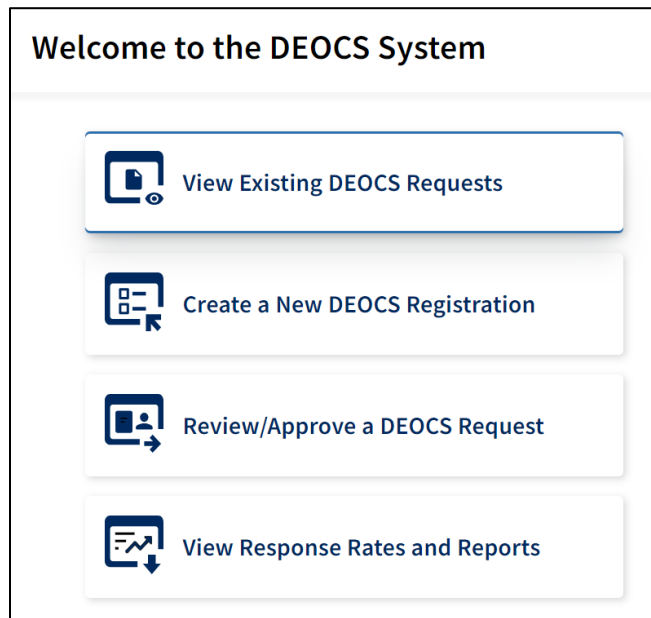 Welcome to the DEOCS System
View Existing DEOCS Requests
Create a New DEOCS Registration
Review/Approve a DEOCS Request
View Response Rates and Reports